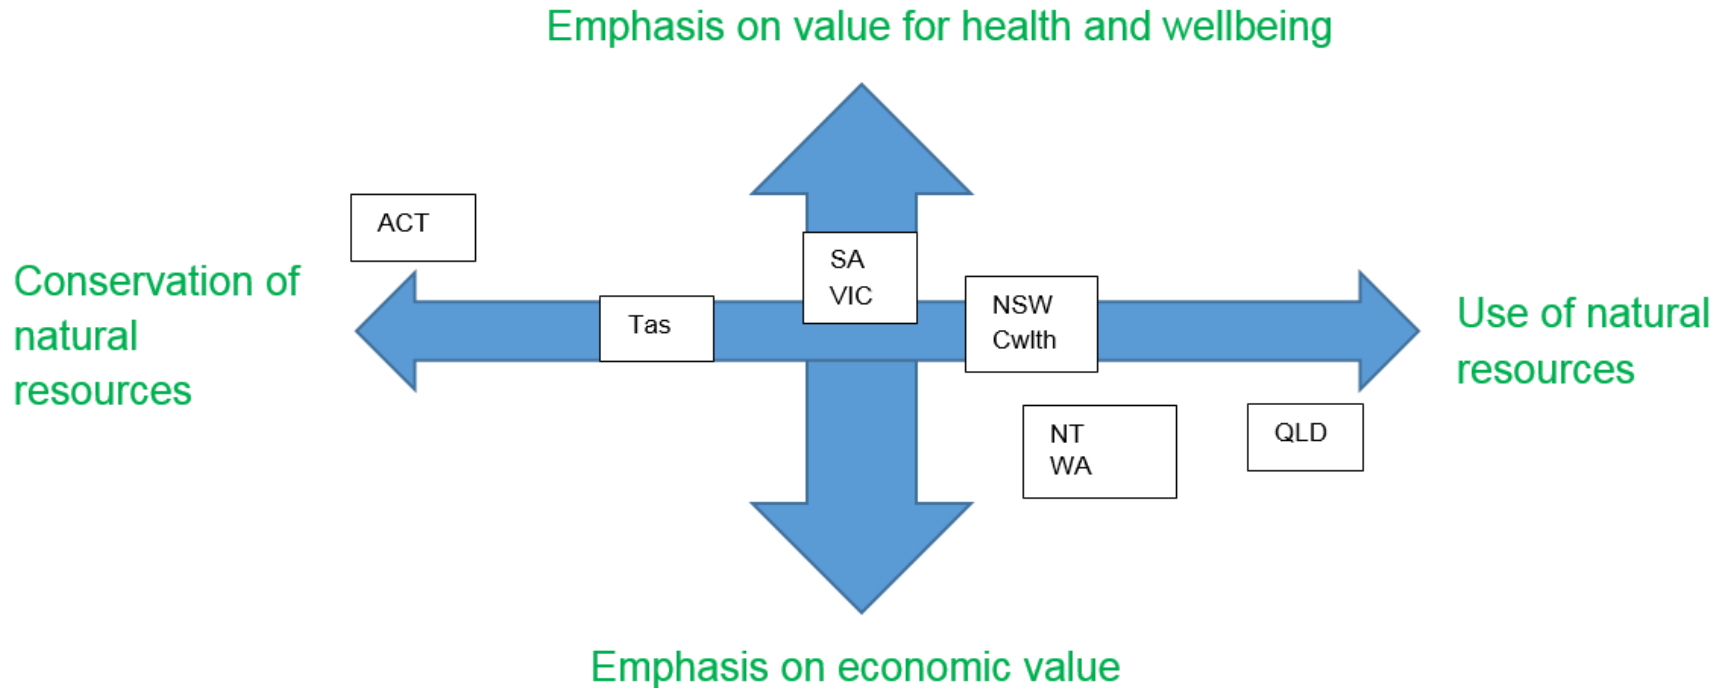 Emphasis on value for health and wellbeing
ACT
SA
VIC
Conservation of
natural
resources
Tas
NSW
Cwlth
Use of natural
resources
NT
WA
QLD
Emphasis on economic value